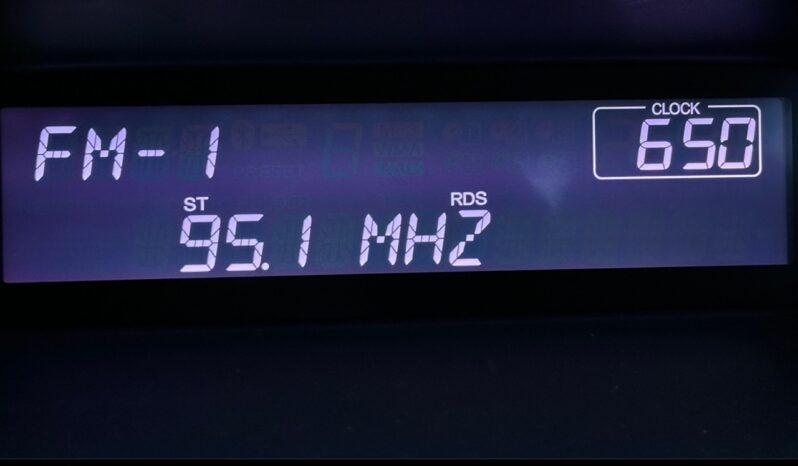 FM-1
CLOCK
650
ST RDS
95.1 MHZ